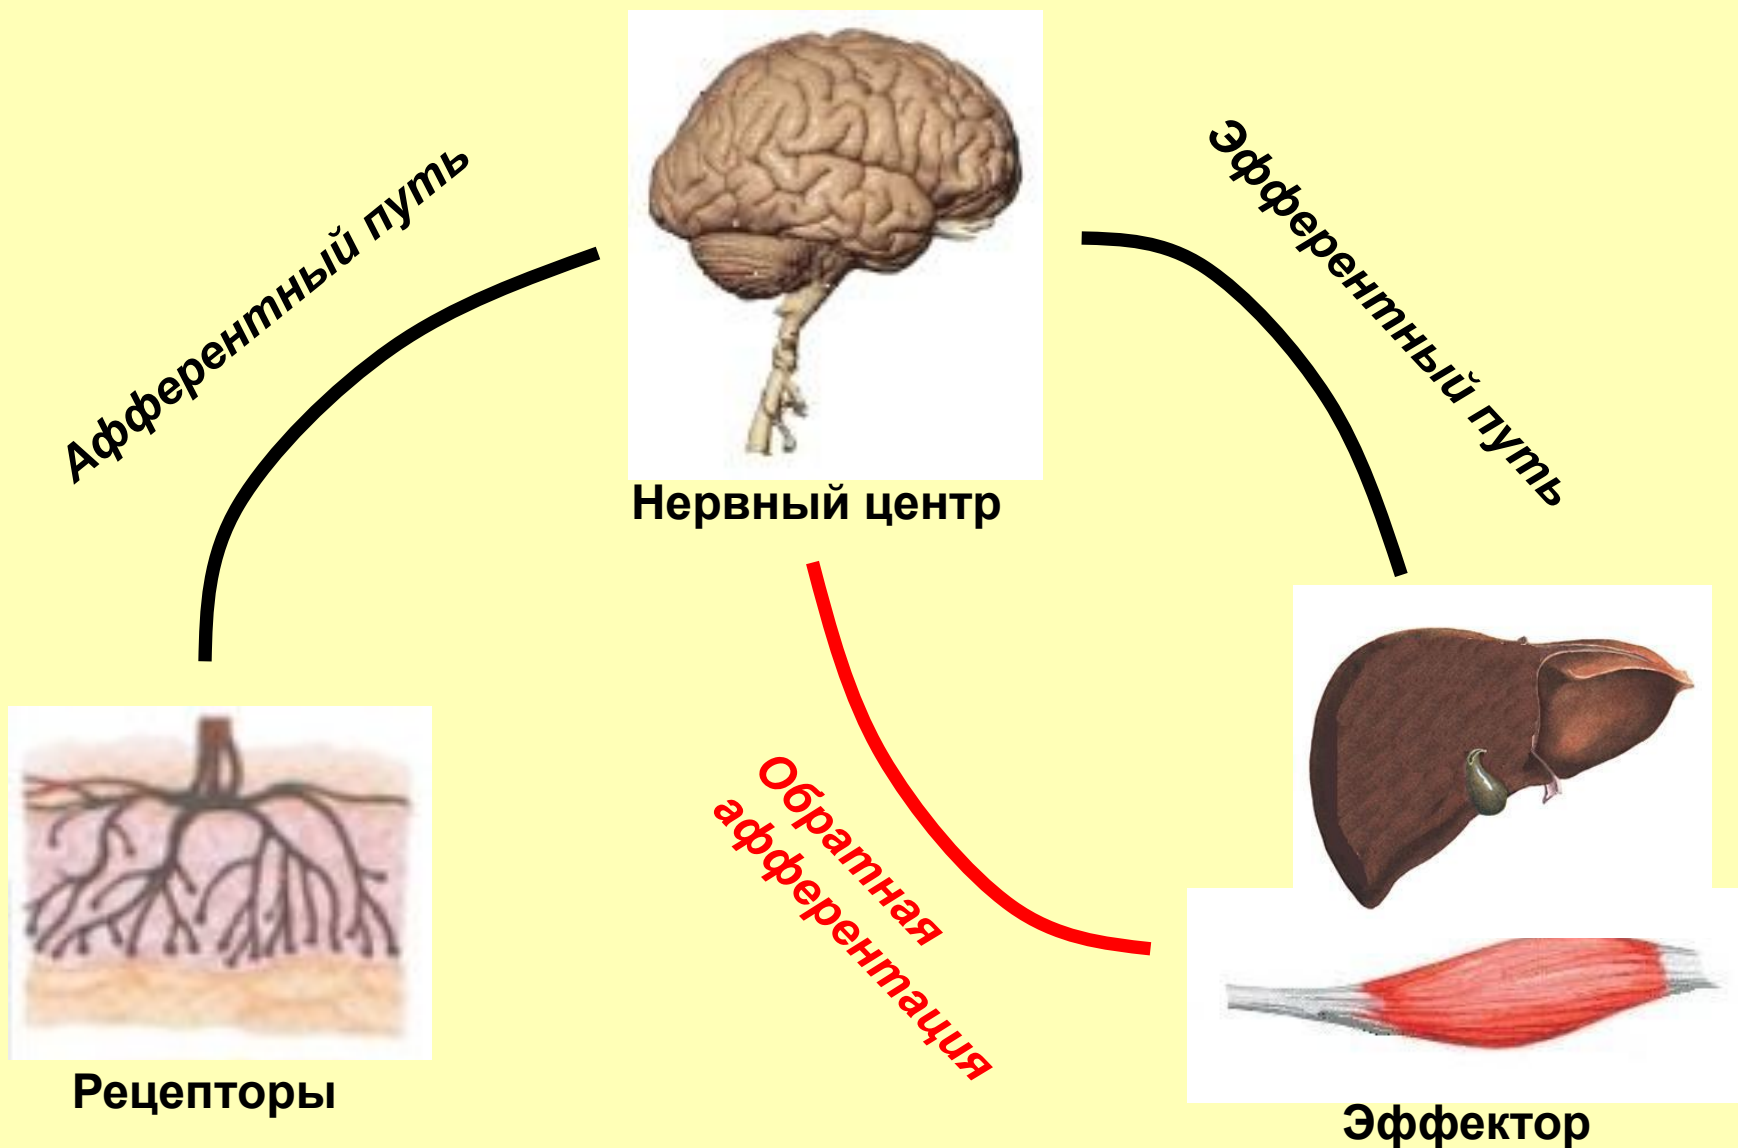 Афферентный путь
Эфферентный путь
Нервный центр
Обратная
афферентация
Рецепторы
Эффектор